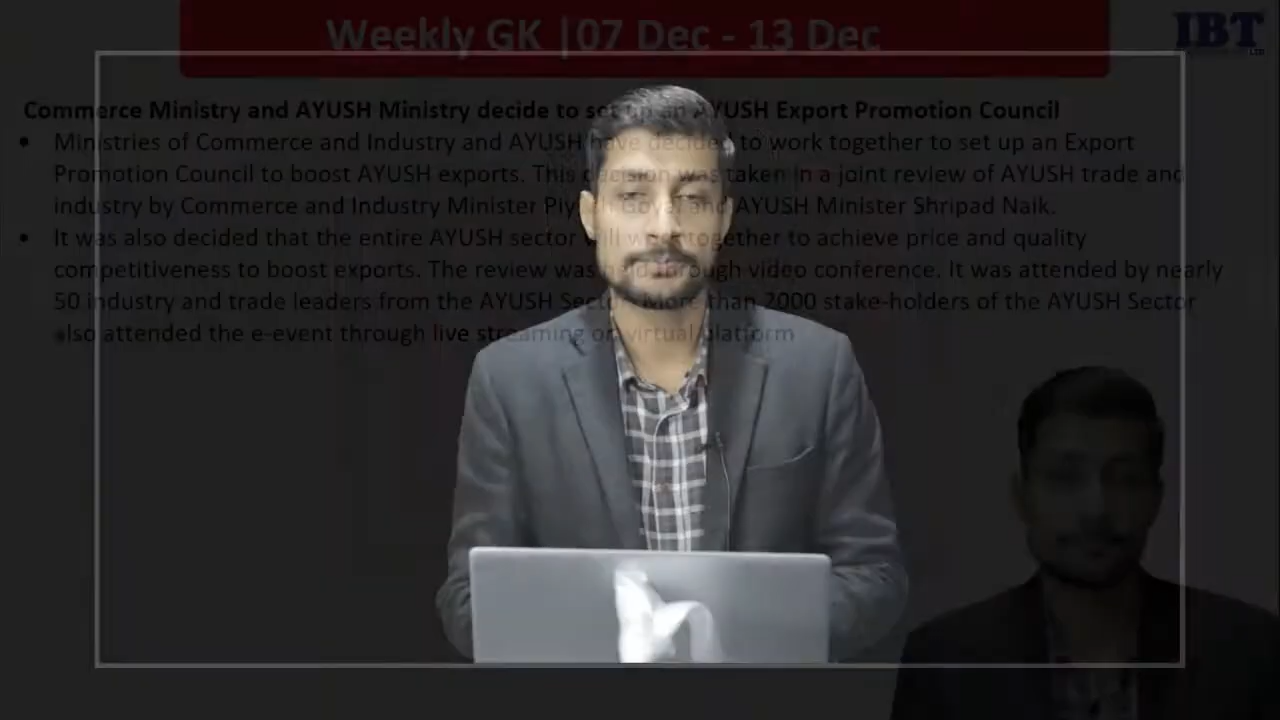 Weekly GK |07 Dec - 13 Dec
IBT
LTD
Commerce Ministry and AYUSH Ministry decide to set up an AYUSH Export Promotion Council
• Ministries of Commerce and Industry and AYUSH have decided to work together to set up an Export
Promotion Council to boost AYUSH exports. This decision was taken in a joint review of AYUSH trade and
industry by Commerce and Industry Minister Piyush Goyal and AYUSH Minister Shripad Naik.
• It was also decided that the entire AYUSH sector will work together to achieve price and quality
competitiveness to boost exports. The review was held through video conference. It was attended by nearly
50 industry and trade leaders from the AYUSH Sector. More than 2000 stake-holders of the AYUSH Sector
also attended the e-event through live streaming on virtual platform